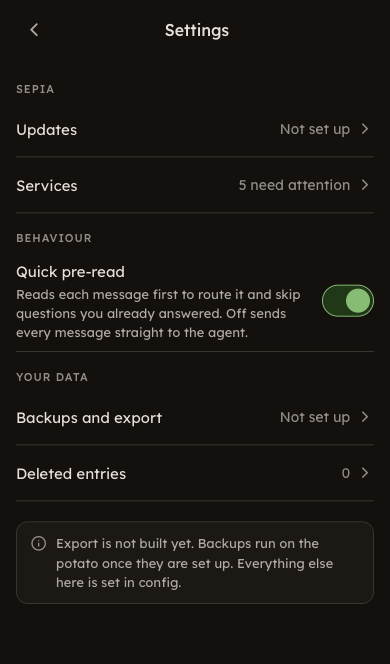 Settings
SEPIA
Updates
Not set up
Services
5 need attention
BEHAVIOUR
Quick pre-read
Reads each message first to route it and skip
questions you already answered. Off sends
every message straight to the agent.
YOUR DATA
Backups and export
Not set up
Deleted entries
0
Export is not built yet. Backups run on the
potato once they are set up. Everything else
here is set in config.